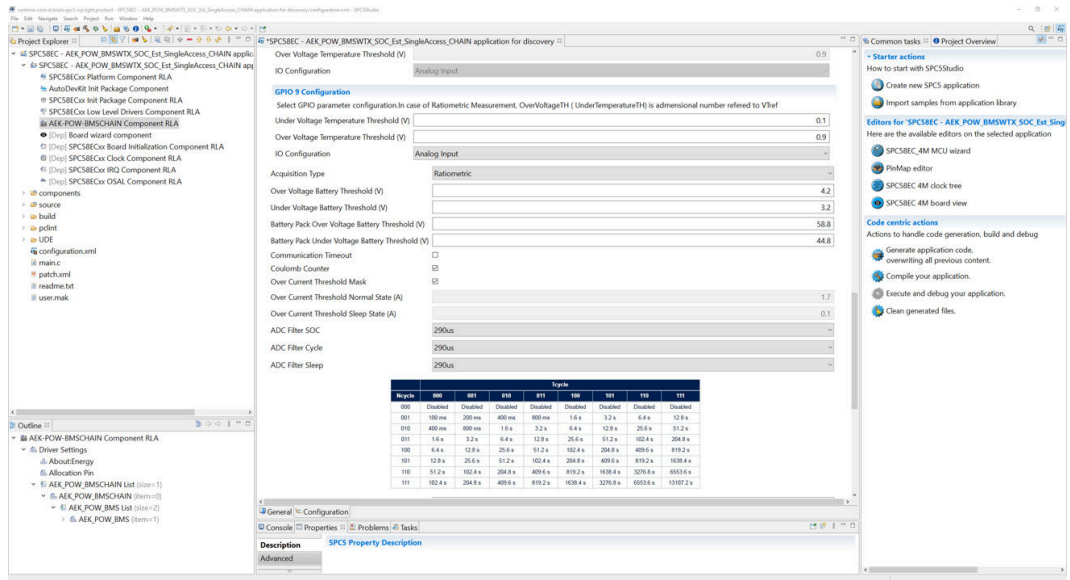 runtime-com.st.tools.spc5.rcp.light.product - SPC58EC - AEK_POW_BMSWTX_SOC_Est_SingleAccess_CHAIN application for discovery/configuration.xml - SPC5Studio
File Edit Navigate Search Project Run Window Help
Project Explorer
SPC58EC - AEK_POW_BMSWTX_SOC_Est_SingleAccess_CHAIN applic
SPC58EC - AEK_POW_BMSWTX_SOC_Est_SingleAccess_CHAIN app
SPC58ECxx Platform Component RLA
AutoDevKit Init Package Component
SPC58ECxx Init Package Component RLA
SPC58ECxx Low Level Drivers Component RLA
AEK-POW-BMSCHAIN Component RLA
[Dep] Board wizard component
[Dep] SPC58ECxx Board Initialization Component RLA
[Dep] SPC58ECxx Clock Component RLA
[Dep] SPC58ECxx IRQ Component RLA
[Dep] SPC58ECxx OSAL Component RLA
components
source
build
pclint
UDE
configuration.xml
main.c
patch.xml
readme.txt
user.mak
Outline
AEK-POW-BMSCHAIN Component RLA
Driver Settings
About:Energy
Allocation Pin
AEK_POW_BMSCHAIN List (size=1)
AEK_POW_BMSCHAIN (item=0)
AEK_POW_BMS List (size=2)
AEK_POW_BMS (item=1)
*SPC58EC - AEK_POW_BMSWTX_SOC_Est_SingleAccess_CHAIN application for discovery
Over Voltage Temperature Threshold (V) 0.9
IO Configuration Analog Input
GPIO 9 Configuration
Select GPIO parameter configuration.In case of Ratiometric Measurement, OverVoltageTH ( UnderTemperatureTH) is admensional number refered to VTref
Under Voltage Temperature Threshold (V) 0.1
Over Voltage Temperature Threshold (V) 0.9
IO Configuration Analog Input
Acquisition Type Ratiometric
Over Voltage Battery Threshold (V) 4.2
Under Voltage Battery Threshold (V) 3.2
Battery Pack Over Voltage Battery Threshold (V) 58.8
Battery Pack Under Voltage Battery Threshold (V) 44.8
Communication Timeout
Coulomb Counter
Over Current Threshold Mask
Over Current Threshold Normal State (A) 1.7
Over Current Threshold Sleep State (A) 0.1
ADC Filter SOC 290us
ADC Filter Cycle 290us
ADC Filter Sleep 290us
Tcycle
Ncycle 000 001 010 011 100 101 110 111
000 Disabled Disabled Disabled Disabled Disabled Disabled Disabled Disabled
001 100 ms 200 ms 400 ms 800 ms 1.6 s 3.2 s 6.4 s 12.8 s
010 400 ms 800 ms 1.6 s 3.2 s 6.4 s 12.8 s 25.6 s 51.2 s
011 1.6 s 3.2 s 6.4 s 12.8 s 25.6 s 51.2 s 102.4 s 204.8 s
100 6.4 s 12.8 s 25.6 s 51.2 s 102.4 s 204.8 s 409.6 s 819.2 s
101 12.8 s 25.6 s 51.2 s 102.4 s 204.8 s 409.6 s 819.2 s 1638.4 s
110 51.2 s 102.4 s 204.8 s 409.6 s 819.2 s 1638.4 s 3276.8 s 6553.6 s
111 102.4 s 204.8 s 409.6 s 819.2 s 1638.4 s 3276.8 s 6553.6 s 13107.2 s
General Configuration
Console Properties Problems Tasks
Description
Advanced
SPC5 Property Description
Common tasks Project Overview
Starter actions
How to start with SPC5Studio
Create new SPC5 application
Import samples from application library
Editors for 'SPC58EC - AEK_POW_BMSWTX_SOC_Est_Sing
Here are the available editors on the selected application
SPC58EC_4M MCU wizard
PinMap editor
SPC58EC 4M clock tree
SPC58EC 4M board view
Code centric actions
Actions to handle code generation, build and debug
Generate application code,
overwriting all previous content.
Compile your application.
Execute and debug your application.
Clean generated files.